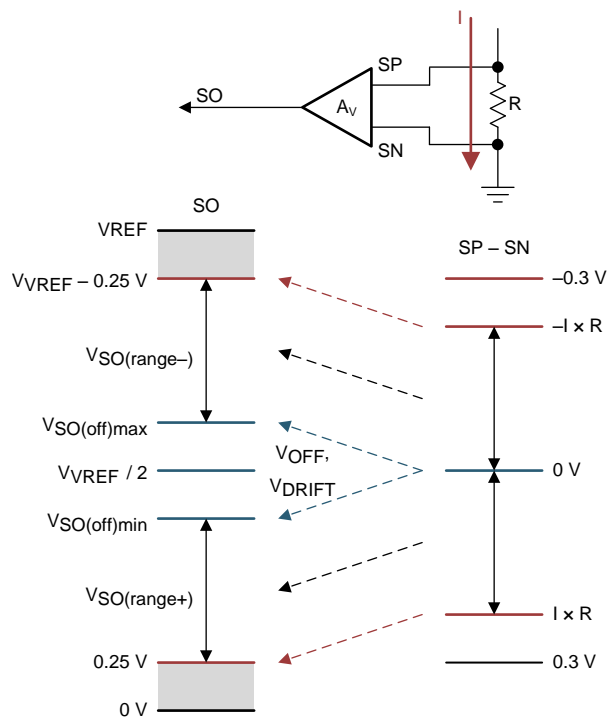 I
SP
SO
A_V
R
SN
SO
VREF
SP – SN
V_VREF – 0.25 V
–0.3 V
–I × R
V_SO(range–)
V_SO(off)max
V_OFF,
V_VREF / 2
0 V
V_DRIFT
V_SO(off)min
V_SO(range+)
I × R
0.25 V
0.3 V
0 V